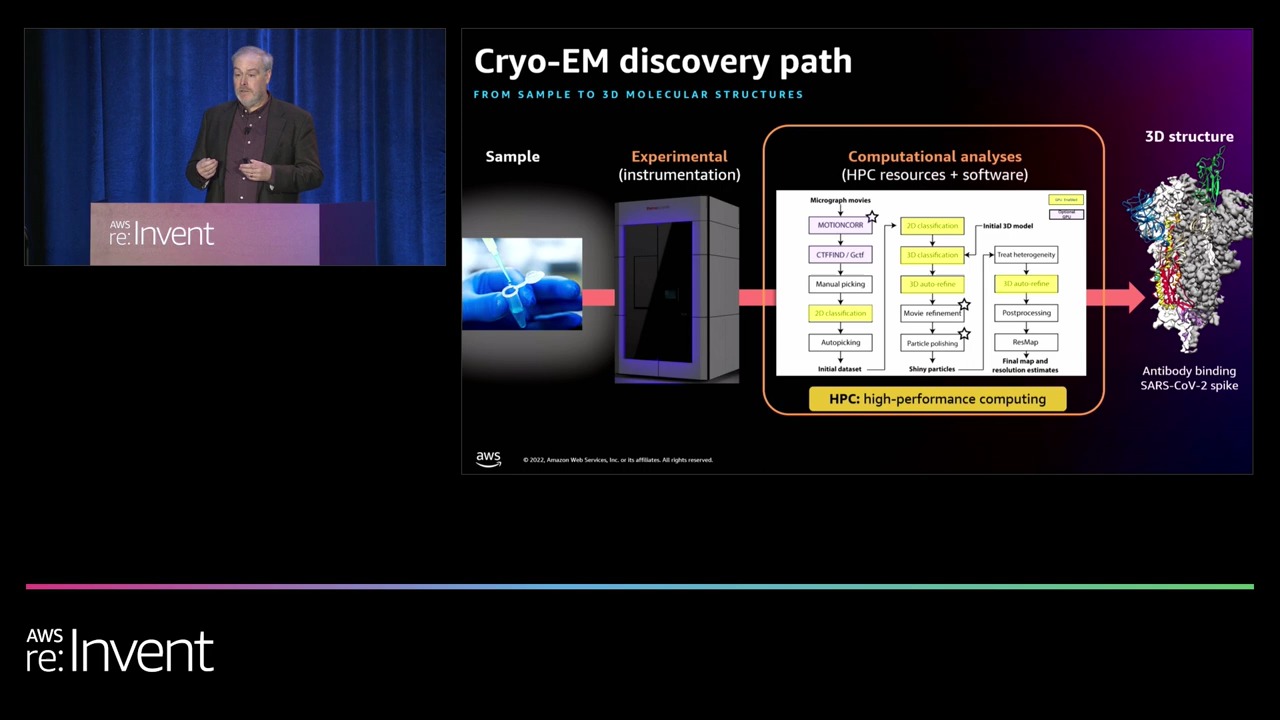 AWS
re:Invent
Cryo-EM discovery path
FROM SAMPLE TO 3D MOLECULAR STRUCTURES
Sample
Experimental
(instrumentation)
Computational analyses
(HPC resources + software)
3D structure
Micrograph movies
MOTIONCORR
CTFFIND / Gctf
Manual picking
2D classification
Autopicking
Initial dataset
2D classification
3D classification
3D auto-refine
Movie refinement
Particle polishing
Shiny particles
Initial 3D model
Treat heterogeneity
3D auto-refine
Postprocessing
ResMap
Final map and
resolution estimates
Optional
GPU
HPC: high-performance computing
Antibody binding
SARS-CoV-2 spike
aws
© 2022, Amazon Web Services, Inc. or its affiliates. All rights reserved.
AWS
re:Invent